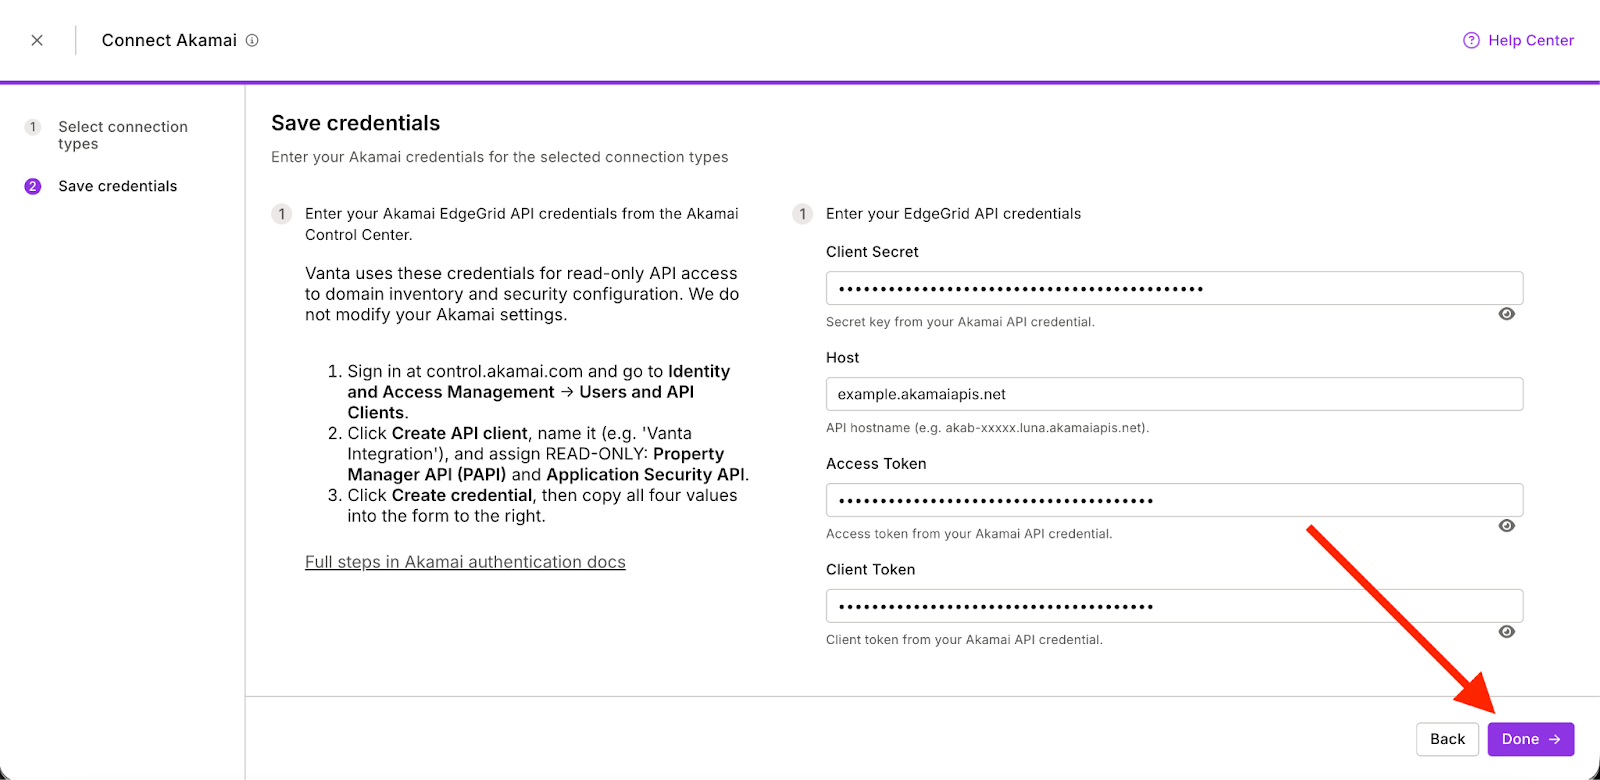 Connect Akamai
Help Center
1 Select connection
types
2 Save credentials
Save credentials
Enter your Akamai credentials for the selected connection types
1 Enter your Akamai EdgeGrid API credentials from the Akamai
Control Center.
Vanta uses these credentials for read-only API access
to domain inventory and security configuration. We do
not modify your Akamai settings.
1. Sign in at control.akamai.com and go to Identity
and Access Management → Users and API
Clients.
2. Click Create API client, name it (e.g. 'Vanta
Integration'), and assign READ-ONLY: Property
Manager API (PAPI) and Application Security API.
3. Click Create credential, then copy all four values
into the form to the right.
Full steps in Akamai authentication docs
1 Enter your EdgeGrid API credentials
Client Secret
Secret key from your Akamai API credential.
Host
example.akamaiapis.net
API hostname (e.g. akab-xxxxx.luna.akamaiapis.net).
Access Token
Access token from your Akamai API credential.
Client Token
Client token from your Akamai API credential.
Back
Done →